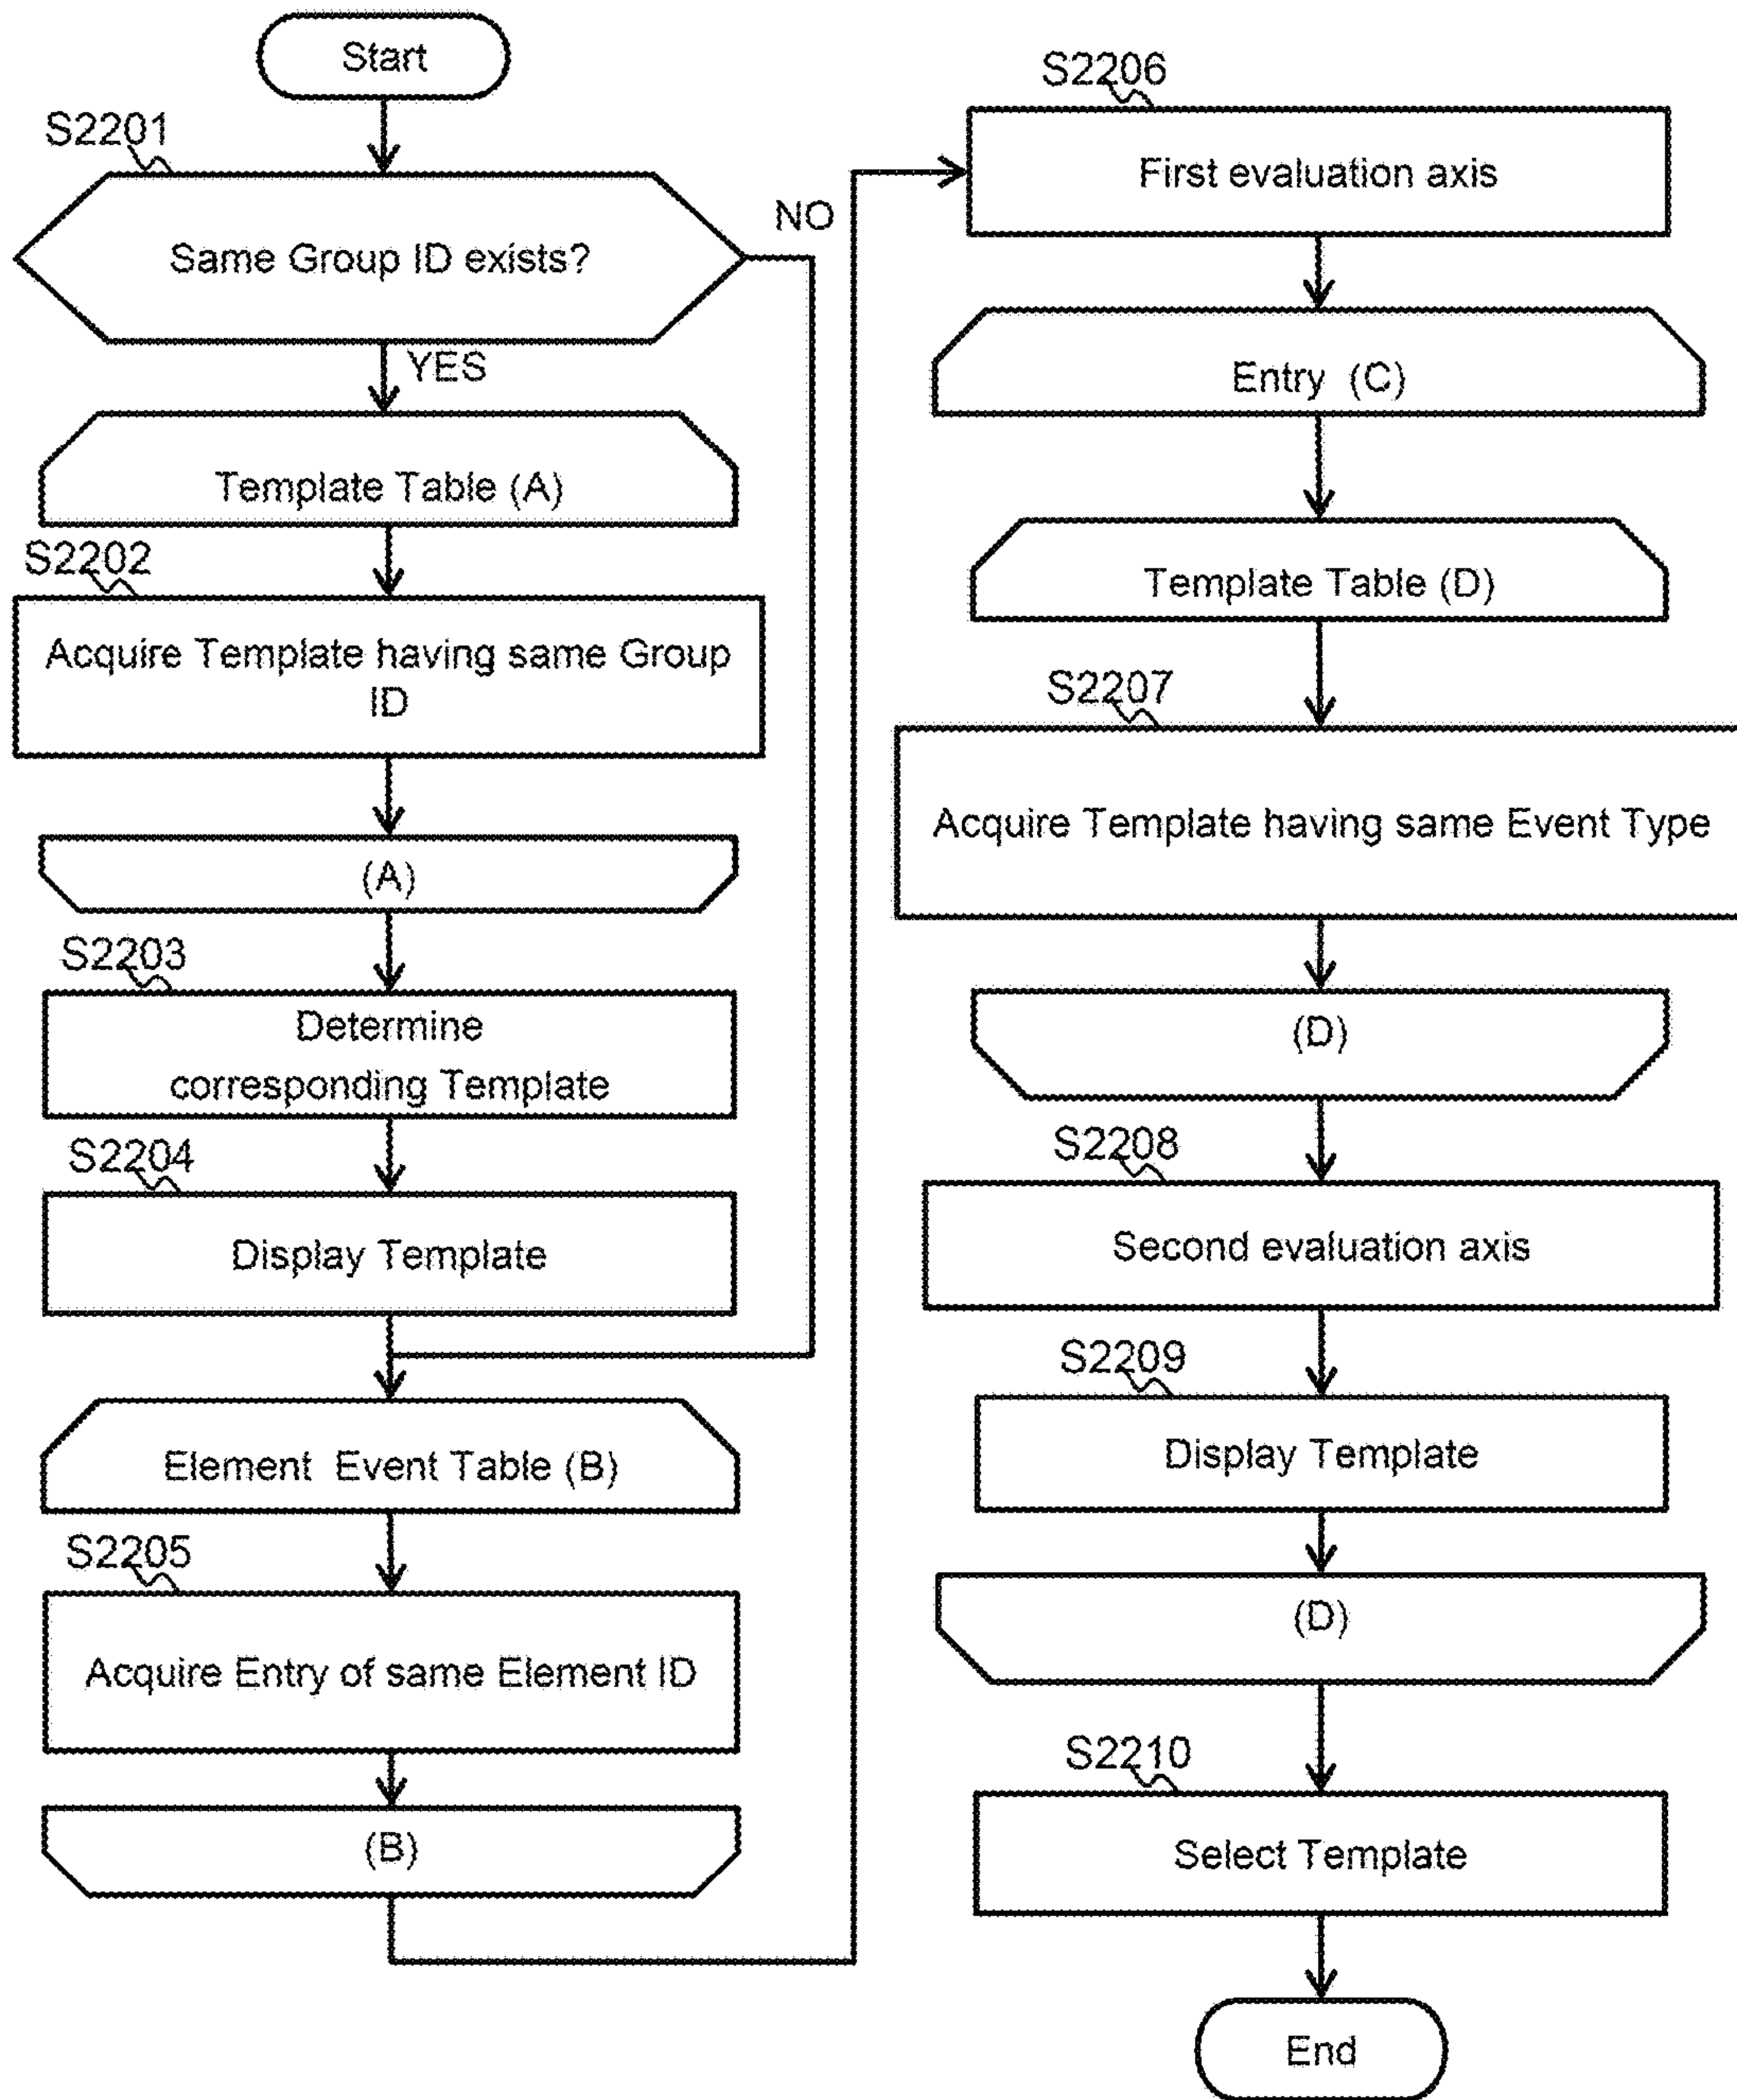 Start
S2201
Same Group ID exists?
NO
YES
Template Table (A)
S2202
Acquire Template having same Group
ID
(A)
S2203
Determine
corresponding Template
S2204
Display Template
Element Event Table (B)
S2205
Acquire Entry of same Element ID
(B)
S2206
First evaluation axis
Entry (C)
Template Table (D)
S2207
Acquire Template having same Event Type
(D)
S2208
Second evaluation axis
S2209
Display Template
(D)
S2210
Select Template
End